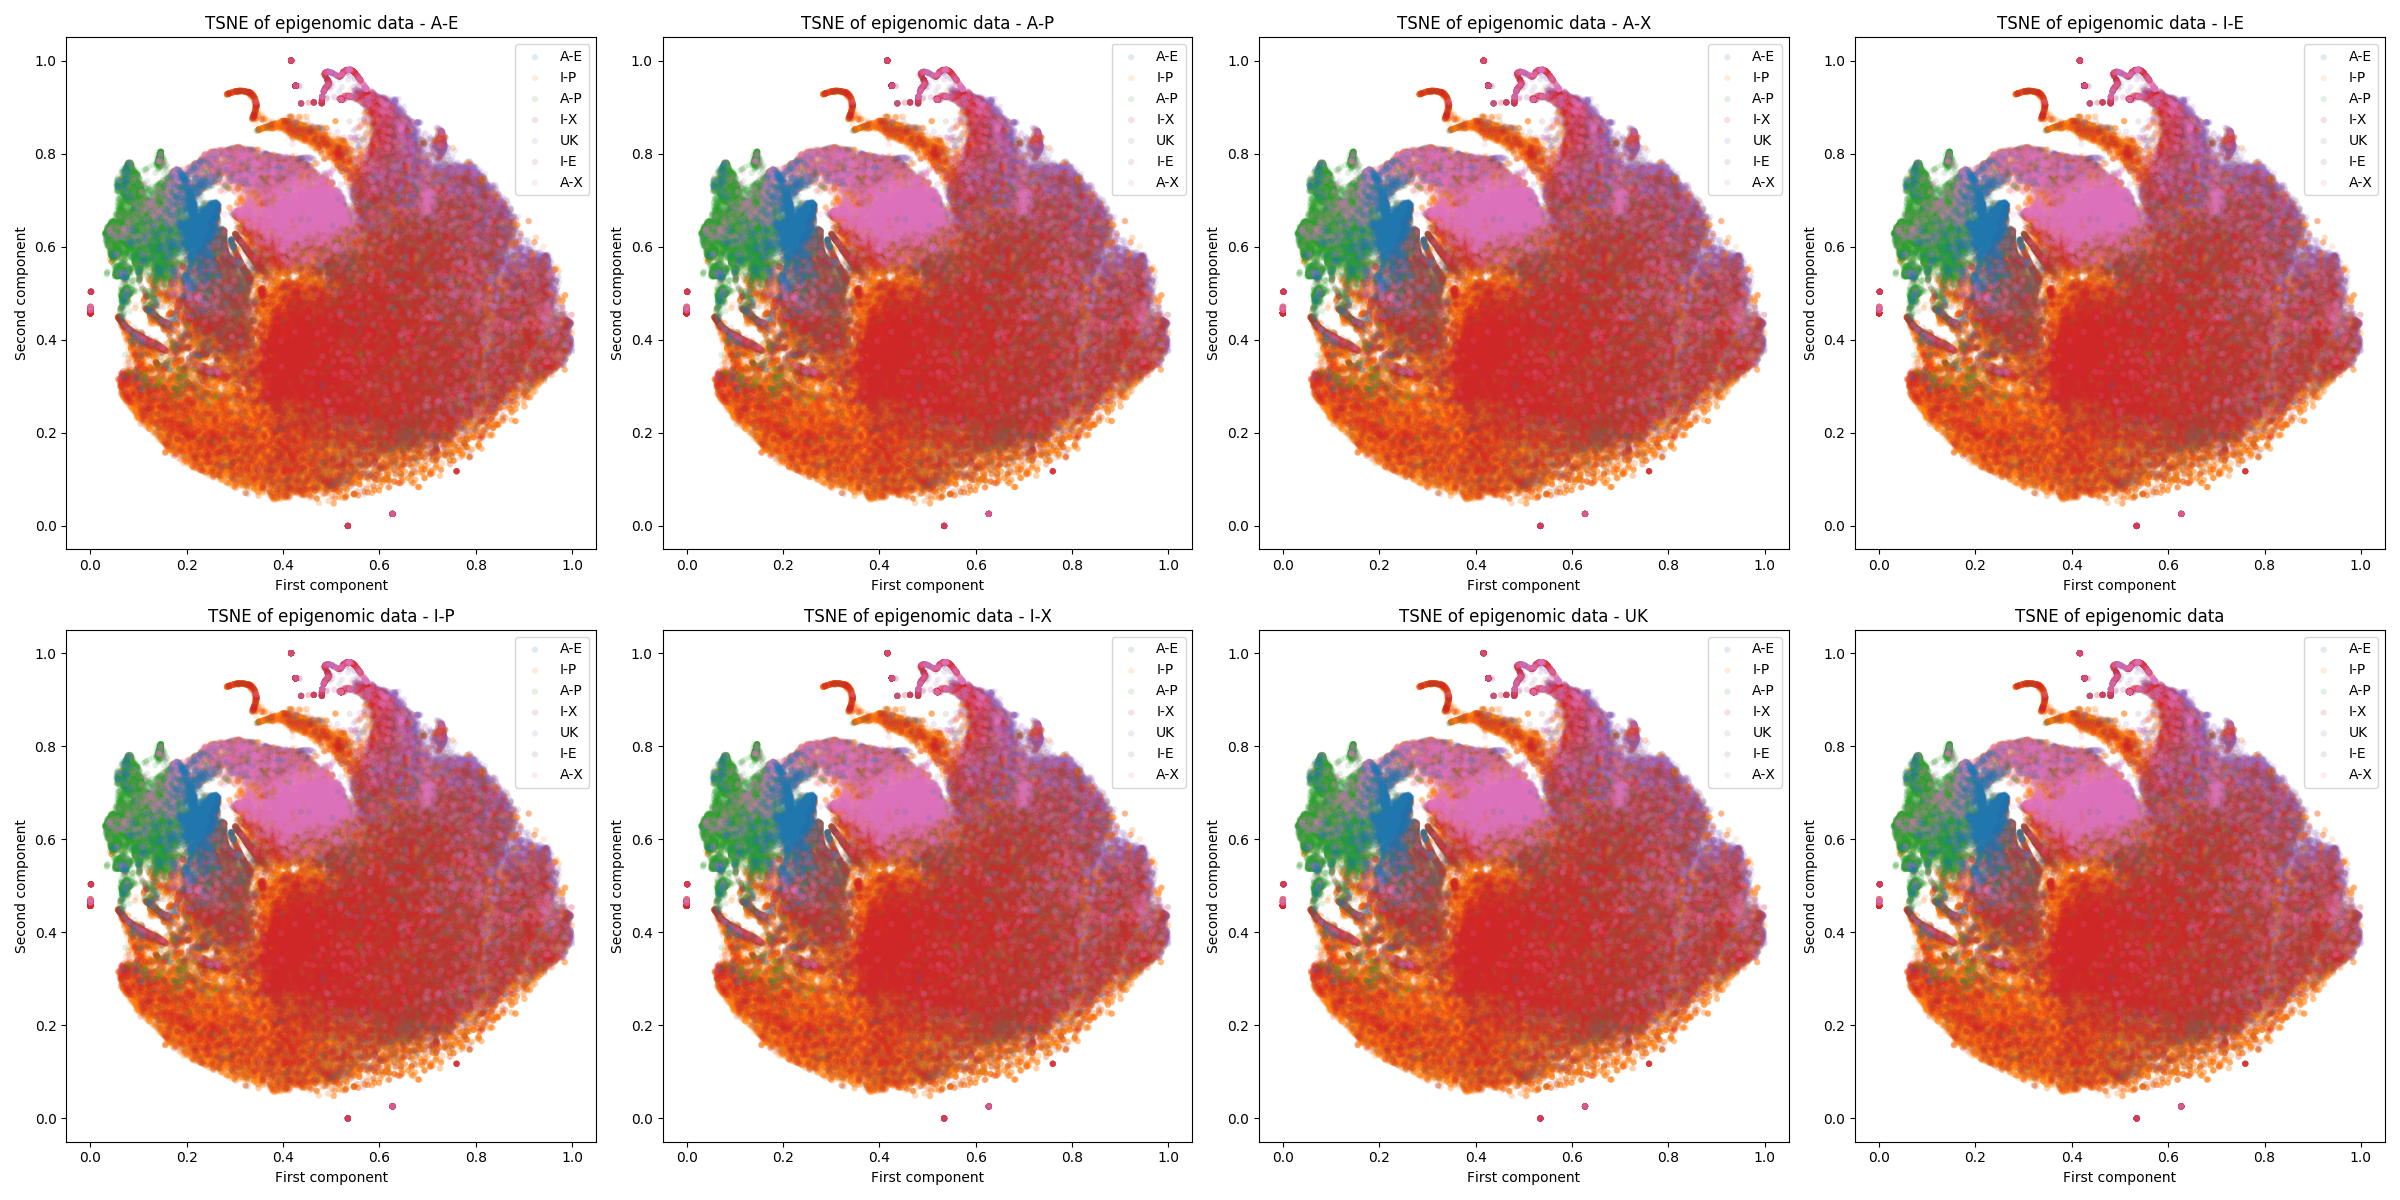 TSNE of epigenomic data - A-E
Second component
1.0
0.8
0.6
0.4
0.2
0.0
A-E
I-P
A-P
I-X
UK
I-E
A-X
0.0 0.2 0.4 0.6 0.8 1.0
First component
TSNE of epigenomic data - A-P
Second component
1.0
0.8
0.6
0.4
0.2
0.0
A-E
I-P
A-P
I-X
UK
I-E
A-X
0.0 0.2 0.4 0.6 0.8 1.0
First component
TSNE of epigenomic data - A-X
Second component
1.0
0.8
0.6
0.4
0.2
0.0
A-E
I-P
A-P
I-X
UK
I-E
A-X
0.0 0.2 0.4 0.6 0.8 1.0
First component
TSNE of epigenomic data - I-E
Second component
1.0
0.8
0.6
0.4
0.2
0.0
A-E
I-P
A-P
I-X
UK
I-E
A-X
0.0 0.2 0.4 0.6 0.8 1.0
First component
TSNE of epigenomic data - I-P
Second component
1.0
0.8
0.6
0.4
0.2
0.0
A-E
I-P
A-P
I-X
UK
I-E
A-X
0.0 0.2 0.4 0.6 0.8 1.0
First component
TSNE of epigenomic data - I-X
Second component
1.0
0.8
0.6
0.4
0.2
0.0
A-E
I-P
A-P
I-X
UK
I-E
A-X
0.0 0.2 0.4 0.6 0.8 1.0
First component
TSNE of epigenomic data - UK
Second component
1.0
0.8
0.6
0.4
0.2
0.0
A-E
I-P
A-P
I-X
UK
I-E
A-X
0.0 0.2 0.4 0.6 0.8 1.0
First component
TSNE of epigenomic data
Second component
1.0
0.8
0.6
0.4
0.2
0.0
A-E
I-P
A-P
I-X
UK
I-E
A-X
0.0 0.2 0.4 0.6 0.8 1.0
First component